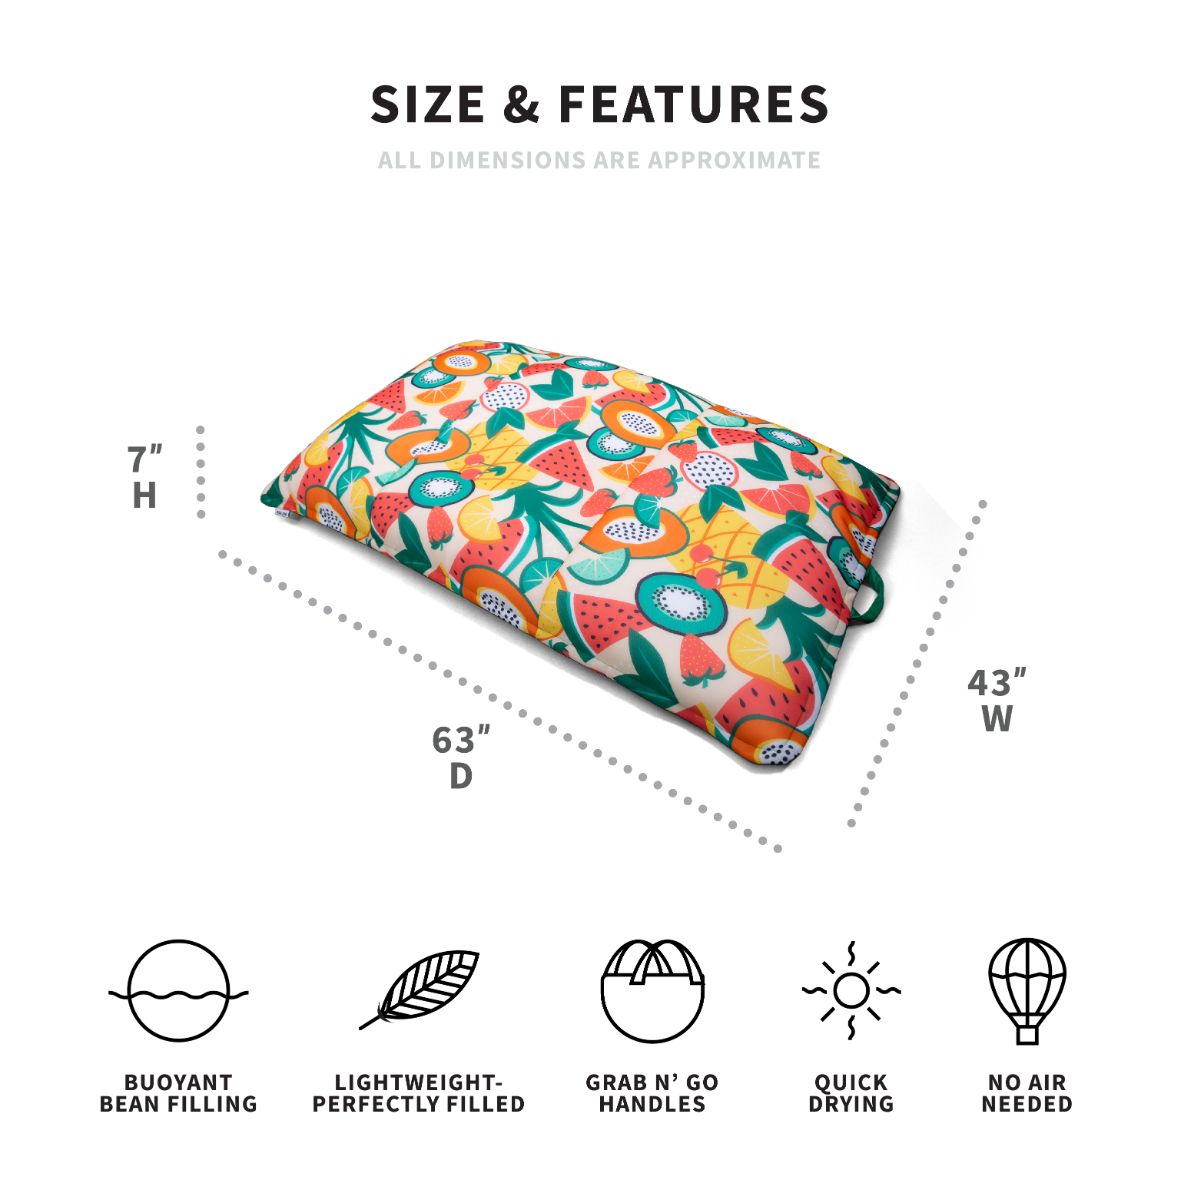 SIZE & FEATURES
ALL DIMENSIONS ARE APPROXIMATE
7″
H
43″
W
63″
D
BUOYANT
BEAN FILLING
LIGHTWEIGHT-
PERFECTLY FILLED
GRAB N’ GO
HANDLES
QUICK
DRYING
NO AIR
NEEDED